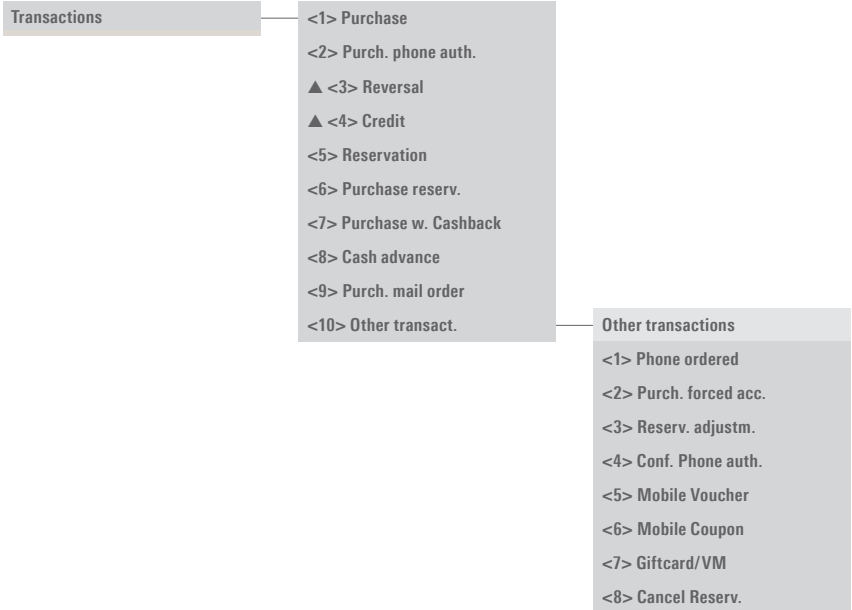 Transactions
<1> Purchase
<2> Purch. phone auth.
▲ <3> Reversal
▲ <4> Credit
<5> Reservation
<6> Purchase reserv.
<7> Purchase w. Cashback
<8> Cash advance
<9> Purch. mail order
<10> Other transact.
Other transactions
<1> Phone ordered
<2> Purch. forced acc.
<3> Reserv. adjustm.
<4> Conf. Phone auth.
<5> Mobile Voucher
<6> Mobile Coupon
<7> Giftcard/VM
<8> Cancel Reserv.